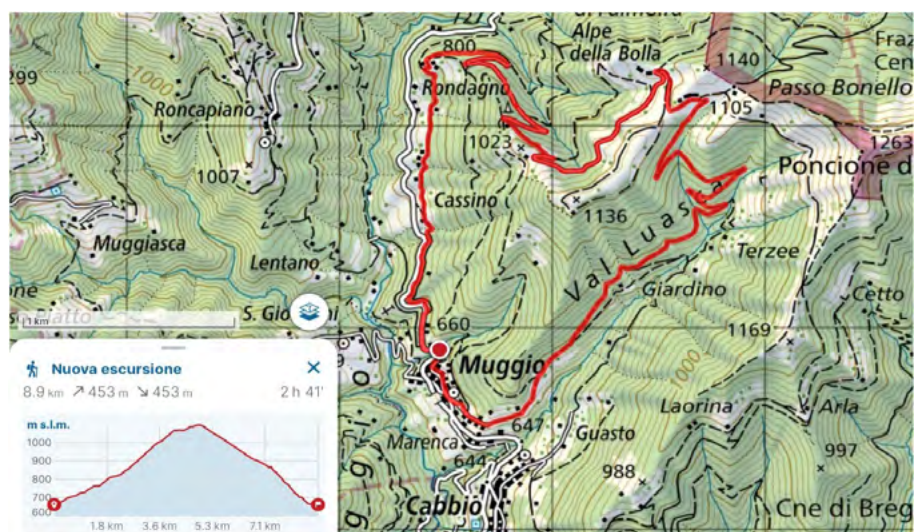 800
Alpe
della Bolla
1140
Rondagno
Passo Bonello
1105
Roncapiano
1000
299
1023
1263
1007
Poncione d
Cassino
1136
Muggiasca
Val Luasca
Terzee
Lentano
Giardino
Cetto
1 km
S. Gio
ni
660
1169
Muggio
Nuova escursione
8.9 km ↗ 453 m ↘ 453 m
2 h 41'
1000
Laorina
Arla
647
Guasto
Marenca
644
997
988
Cabbio
Cne di Breg
m s.l.m.
1000
900
800
700
600
1.8 km
3.6 km
5.3 km
7.1 km